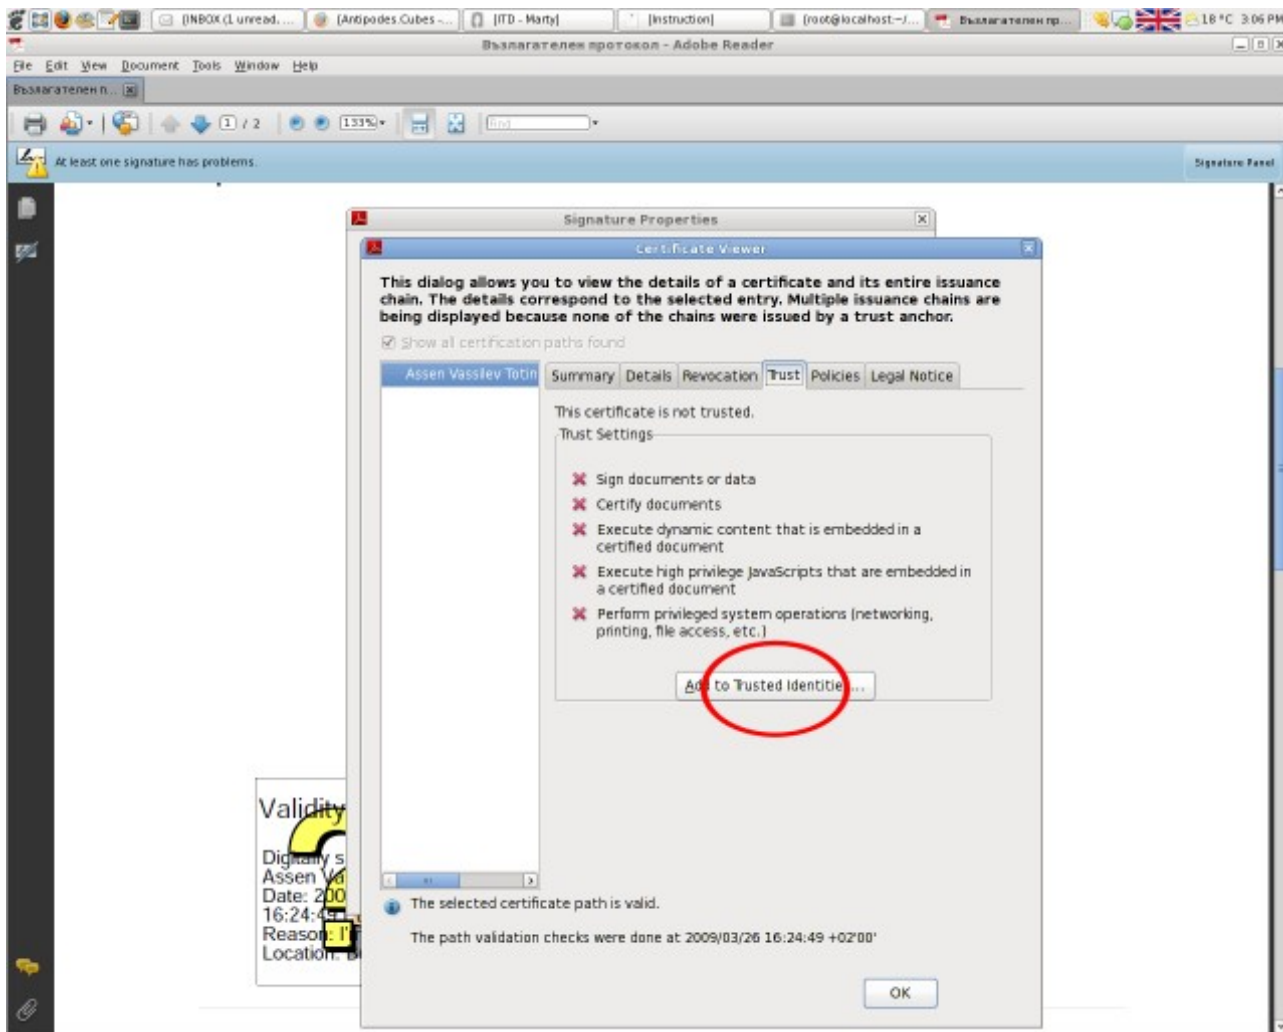 (INBOX (1 unread. ...
(Antipodes.Cubes -...
[ITD - Marty]
[Instruction]
(root@localhost:~/...
Възлагателен пр...
18 °C 3:06 PM
Възлагателен протокол - Adobe Reader
File Edit View Document Tools Window Help
Възлагателен п...
1 / 2 133% Find
At least one signature has problems.
Signature Panel
Signature Properties
Certificate Viewer
This dialog allows you to view the details of a certificate and its entire issuance
chain. The details correspond to the selected entry. Multiple issuance chains are
being displayed because none of the chains were issued by a trust anchor.
Show all certification paths found
Assen Vassilev Totin
Summary Details Revocation Trust Policies Legal Notice
This certificate is not trusted.
Trust Settings
Sign documents or data
Certify documents
Execute dynamic content that is embedded in a
certified document
Execute high privilege JavaScripts that are embedded in
a certified document
Perform privileged system operations (networking,
printing, file access, etc.)
Add to Trusted Identitie...
Validity
Digitally s
Assen Va
Date: 200
16:24:49
Reason: I'
Location:
The selected certificate path is valid.
The path validation checks were done at 2009/03/26 16:24:49 +02'00'
OK